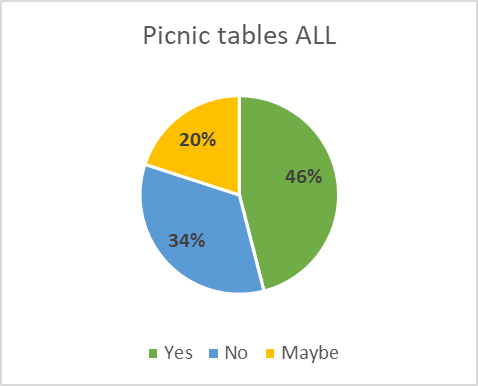 Picnic tables ALL
20%
46%
34%
Yes No Maybe